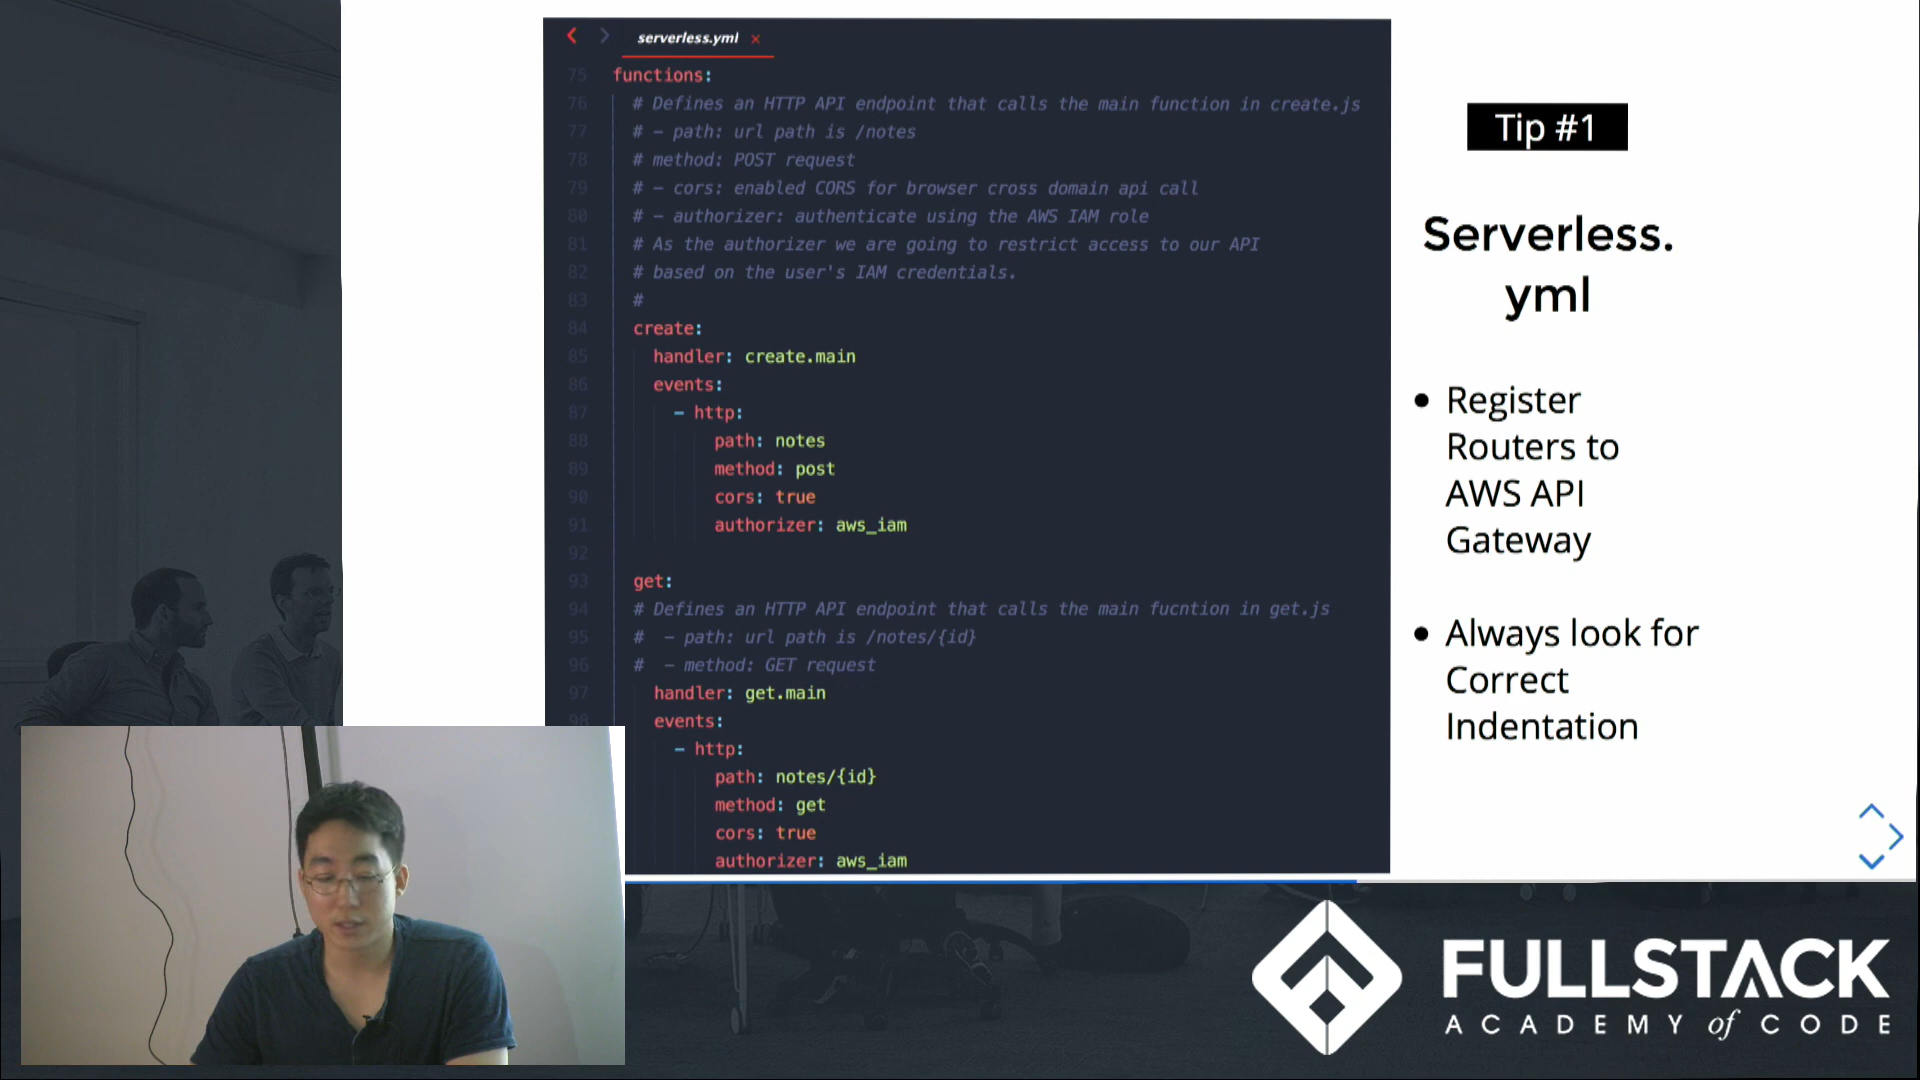 serverless.yml ×
75 functions:
76 # Defines an HTTP API endpoint that calls the main function in create.js
77 # - path: url path is /notes
78 # method: POST request
79 # - cors: enabled CORS for browser cross domain api call
80 # - authorizer: authenticate using the AWS IAM role
81 # As the authorizer we are going to restrict access to our API
82 # based on the user's IAM credentials.
83 #
84 create:
85 handler: create.main
86 events:
87 - http:
88 path: notes
89 method: post
90 cors: true
91 authorizer: aws_iam
92
93 get:
94 # Defines an HTTP API endpoint that calls the main fucntion in get.js
95 #  - path: url path is /notes/{id}
96 #  - method: GET request
97 handler: get.main
98 events:
- http:
path: notes/{id}
method: get
cors: true
authorizer: aws_iam
Tip #1
Serverless.
yml
• Register
Routers to
AWS API
Gateway
• Always look for
Correct
Indentation
FULLSTACK
ACADEMY of CODE